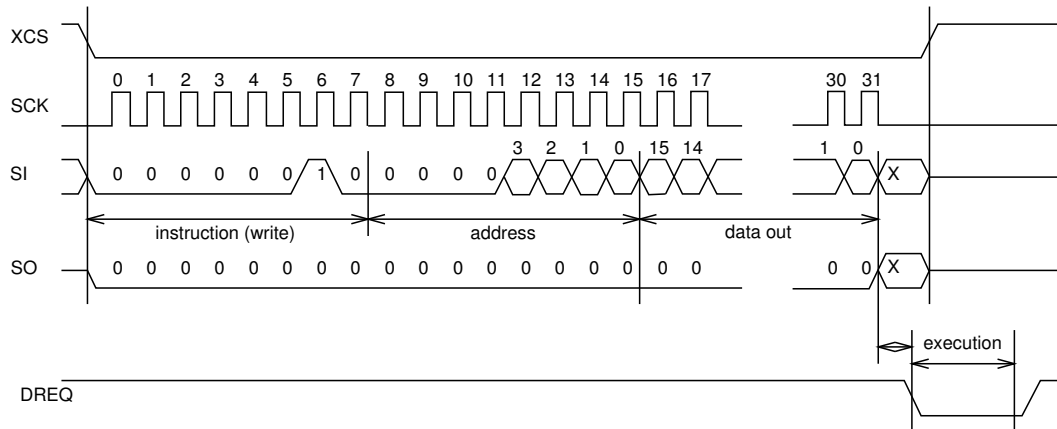 XCS
0 1 2 3 4 5 6 7 8 9 10 11 12 13 14 15 16 17 30 31
SCK
3 2 1 0 15 14 1 0
SI 0 0 0 0 0 0 1 0 0 0 0 0 X
instruction (write) address data out
SO 0 0 0 0 0 0 0 0 0 0 0 0 0 0 0 0 0 0 0 0 X
execution
DREQ